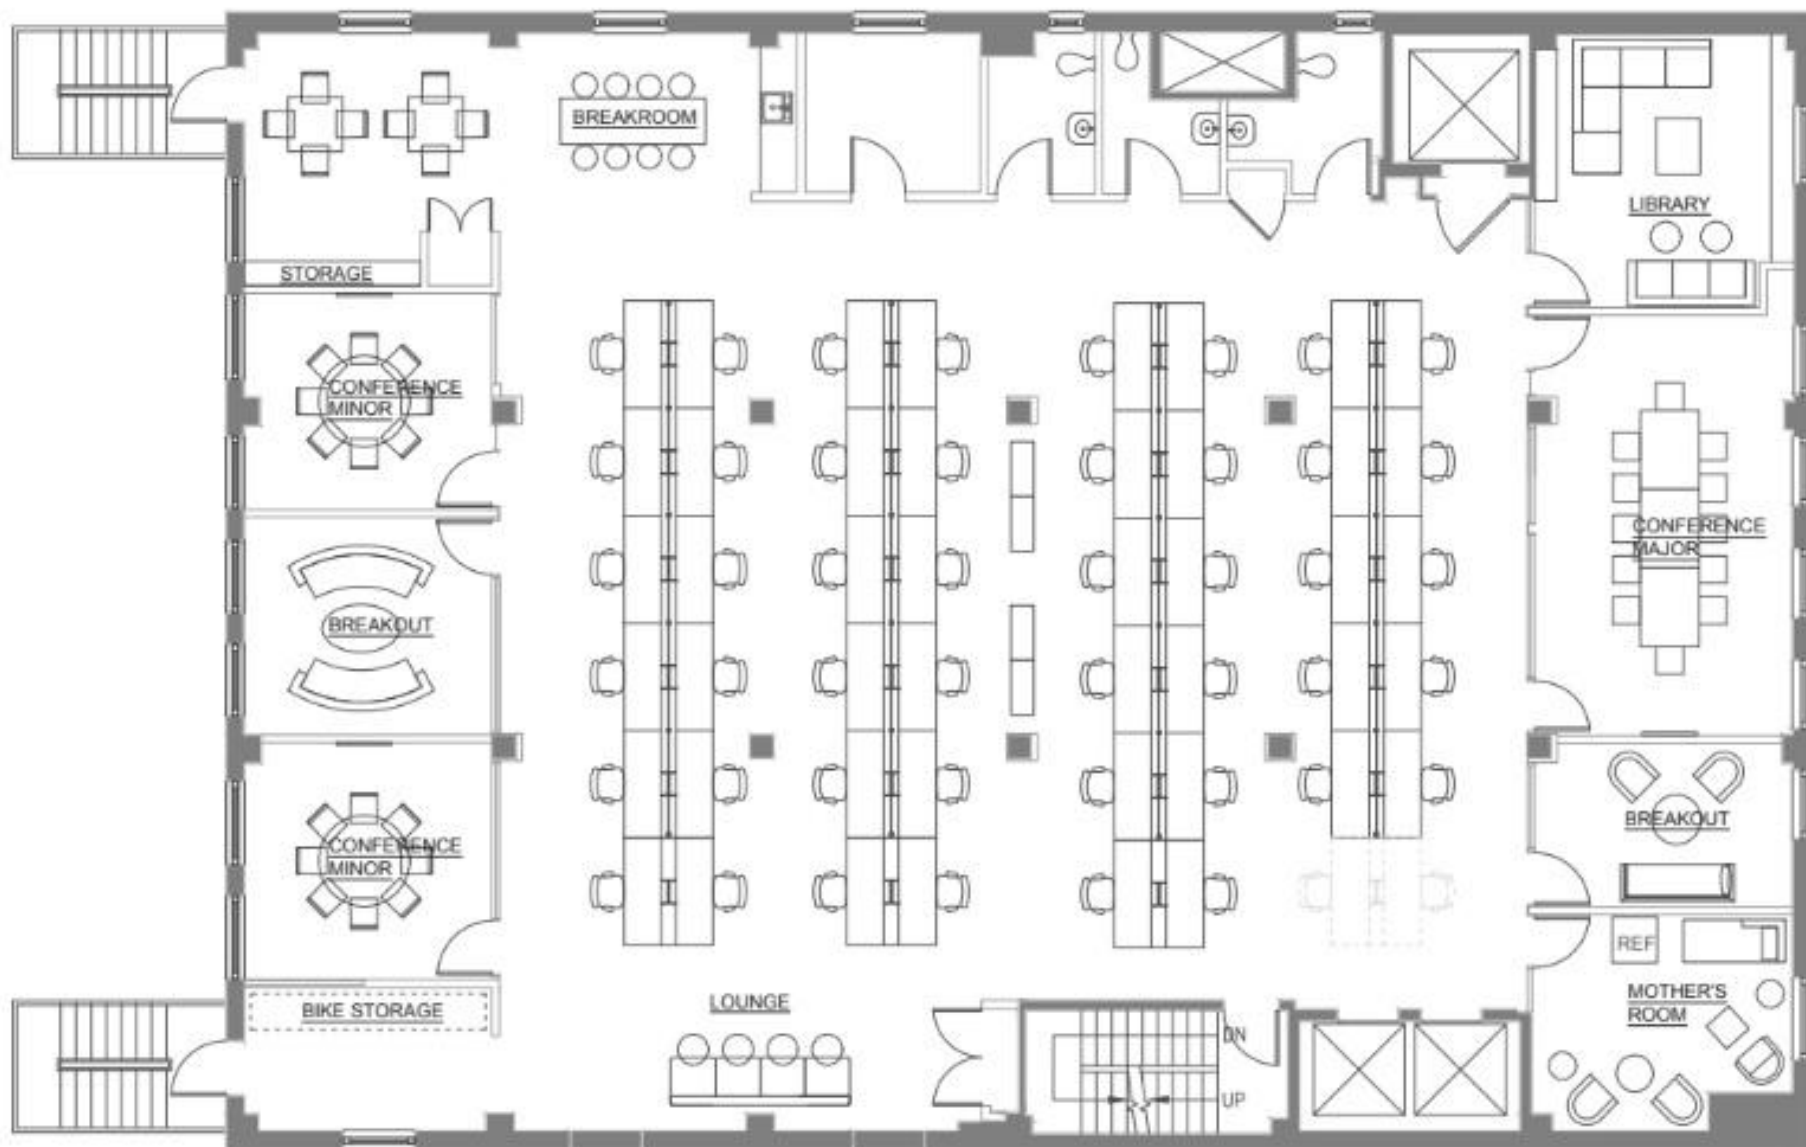 BREAKROOM
LIBRARY
STORAGE
CONFERENCE
MINOR
CONFERENCE
MAJOR
BREAKOUT
BREAKOUT
CONFERENCE
MINOR
REF
MOTHER'S
ROOM
BIKE STORAGE
LOUNGE
DN
UP